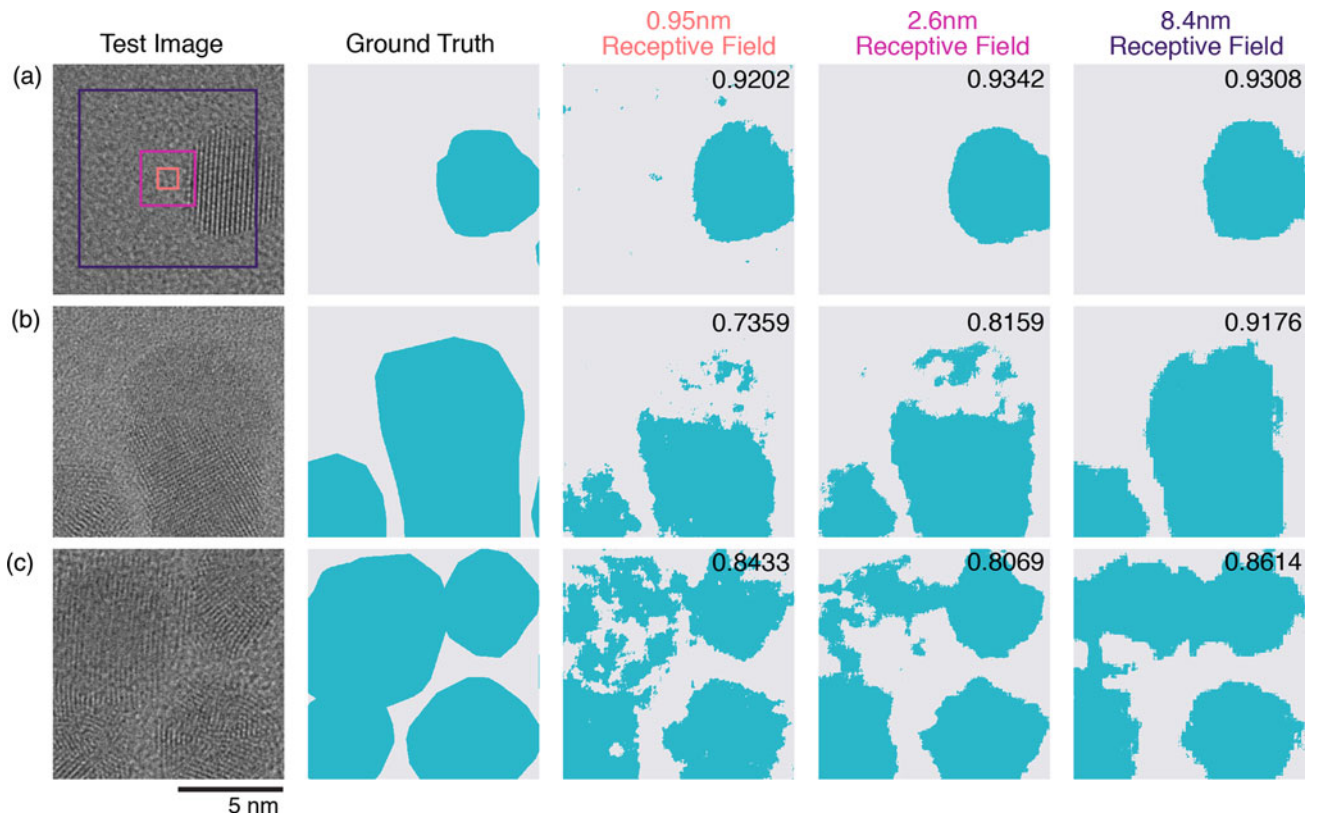 Test Image
Ground Truth
0.95nm
Receptive Field
2.6nm
Receptive Field
8.4nm
Receptive Field
(a)
0.9202
0.9342
0.9308
(b)
0.7359
0.8159
0.9176
(c)
0.8433
0.8069
0.8614
5 nm